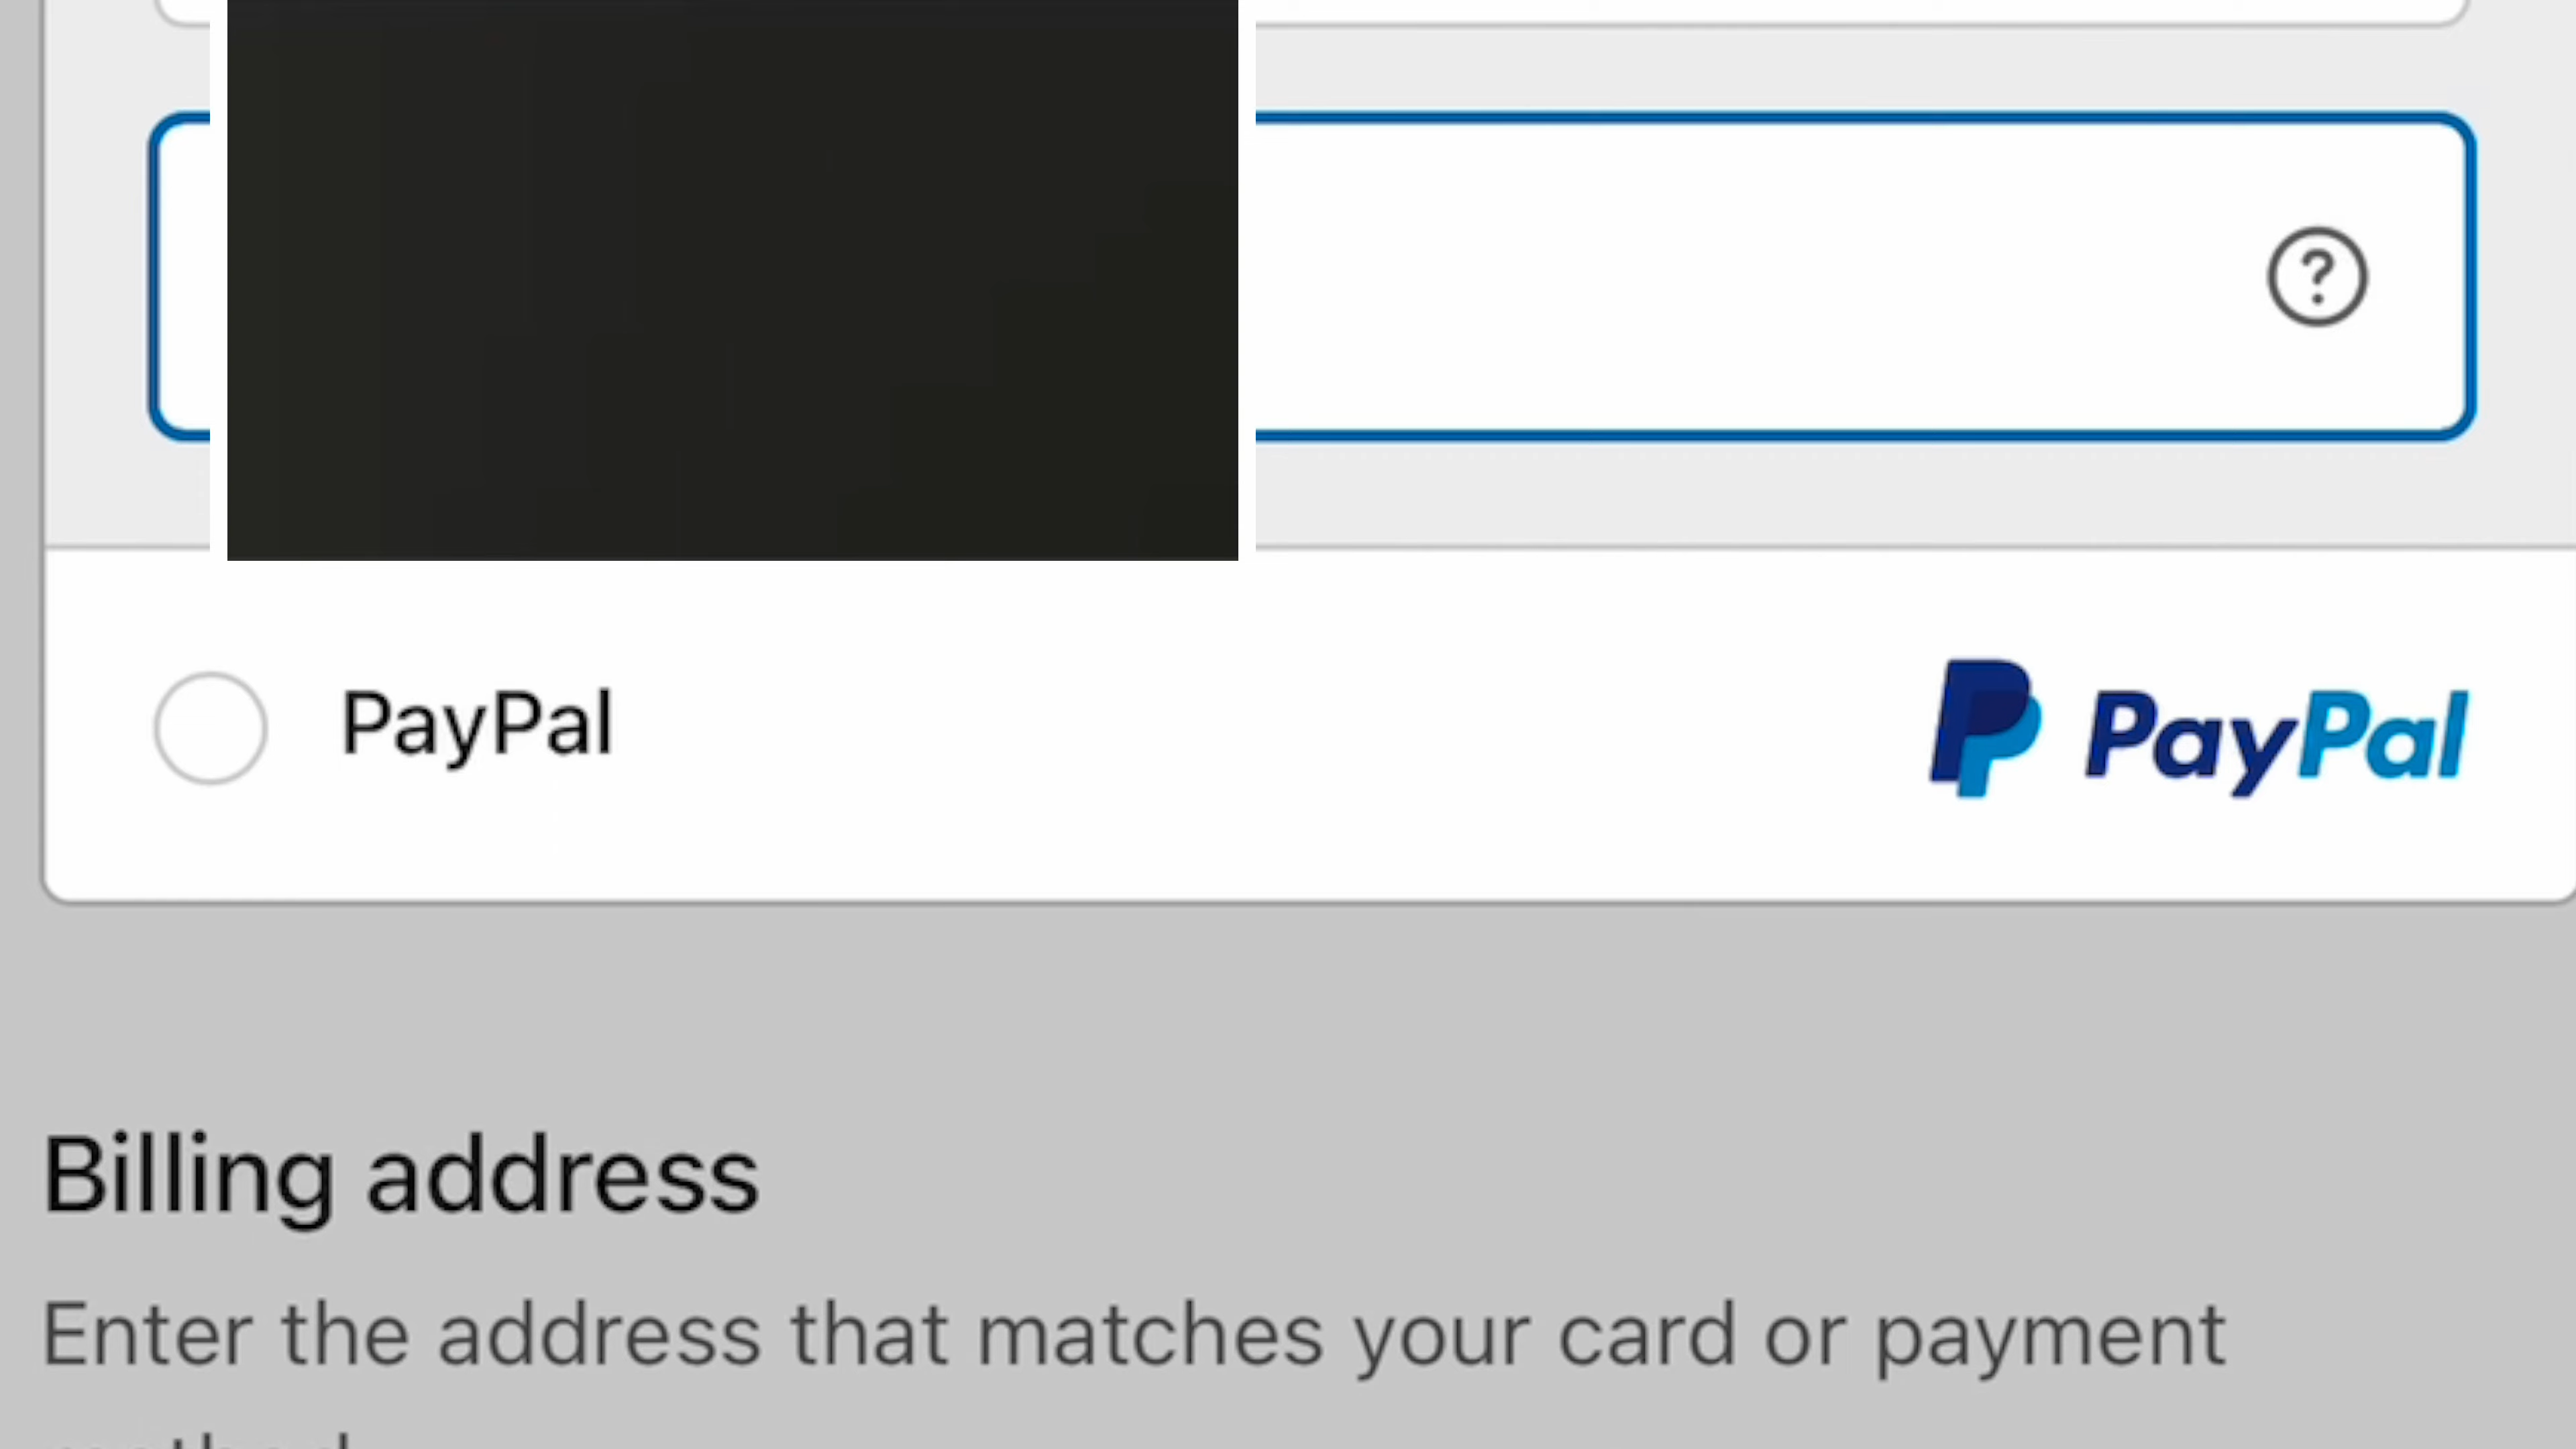 ?
PayPal
PayPal
Billing address
Enter the address that matches your card or payment